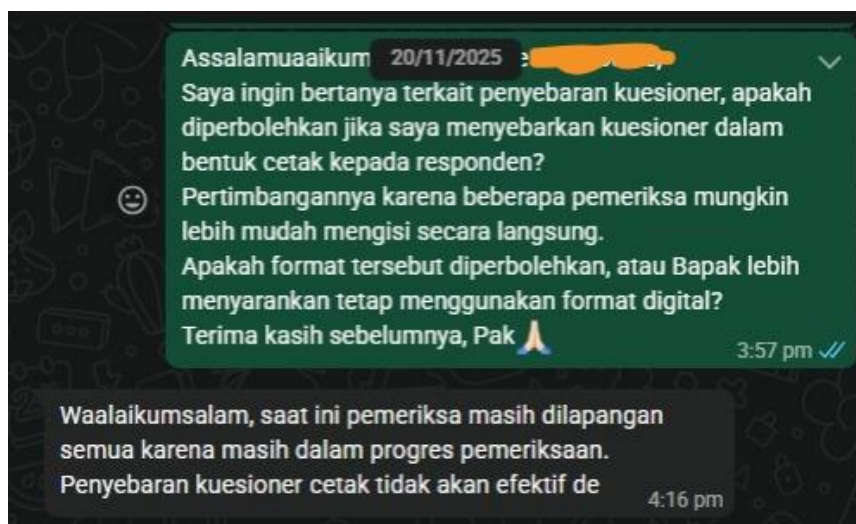 Assalamuaaikum 20/11/2025
Saya ingin bertanya terkait penyebaran kuesioner, apakah
diperbolehkan jika saya menyebarkan kuesioner dalam
bentuk cetak kepada responden?
Pertimbangannya karena beberapa pemeriksa mungkin
lebih mudah mengisi secara langsung.
Apakah format tersebut diperbolehkan, atau Bapak lebih
menyarankan tetap menggunakan format digital?
Terima kasih sebelumnya, Pak 🙏🏻
3:57 pm
Waalaikumsalam, saat ini pemeriksa masih dilapangan
semua karena masih dalam progres pemeriksaan.
Penyebaran kuesioner cetak tidak akan efektif de
4:16 pm